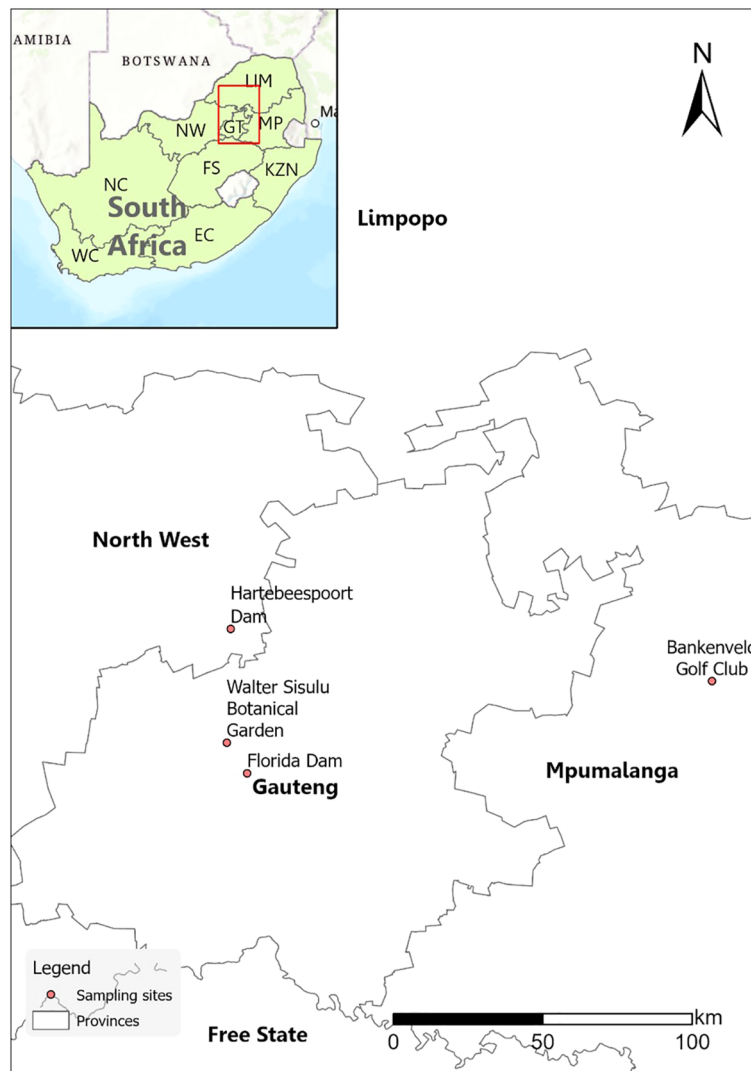 AMIBIA
BOTSWANA
LIM
NW
GT
MP
Ma
FS
KZN
NC
South
Africa
EC
WC
N
Limpopo
North West
Hartebeespoort
Dam
Bankenveld
Golf Club
Walter Sisulu
Botanical
Garden
Florida Dam
Gauteng
Mpumalanga
Legend
Sampling sites
Provinces
Free State
km
0
50
100